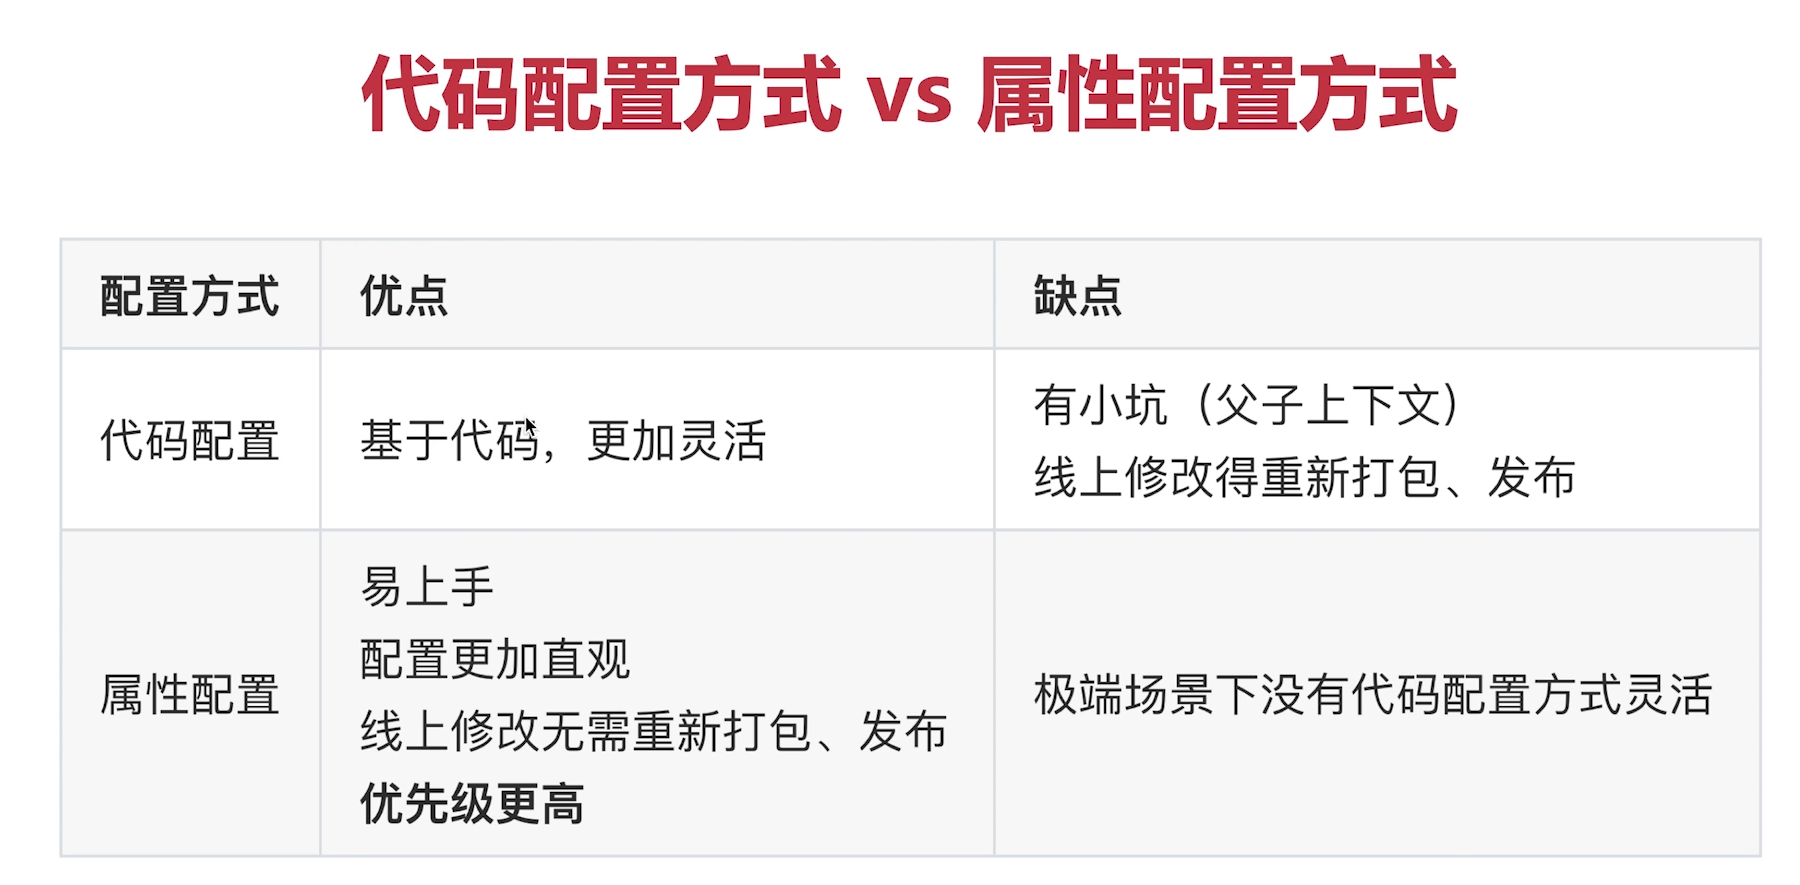 代码配置方式 vs 属性配置方式
配置方式 优点 缺点
代码配置
基于代码，更加灵活
有小坑（父子上下文）
线上修改得重新打包、发布
属性配置
易上手
配置更加直观
线上修改无需重新打包、发布
优先级更高
极端场景下没有代码配置方式灵活